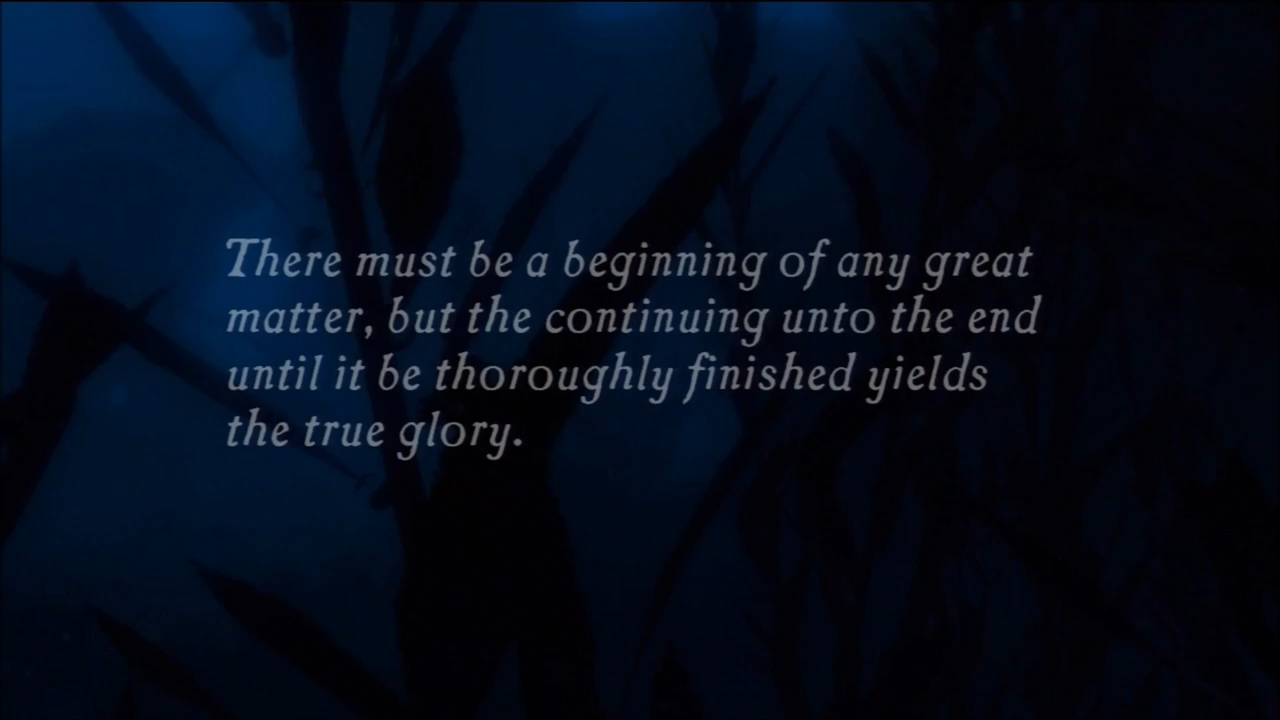 There must be a beginning of any great
matter, but the continuing unto the end
until it be thoroughly finished yields
the true glory.